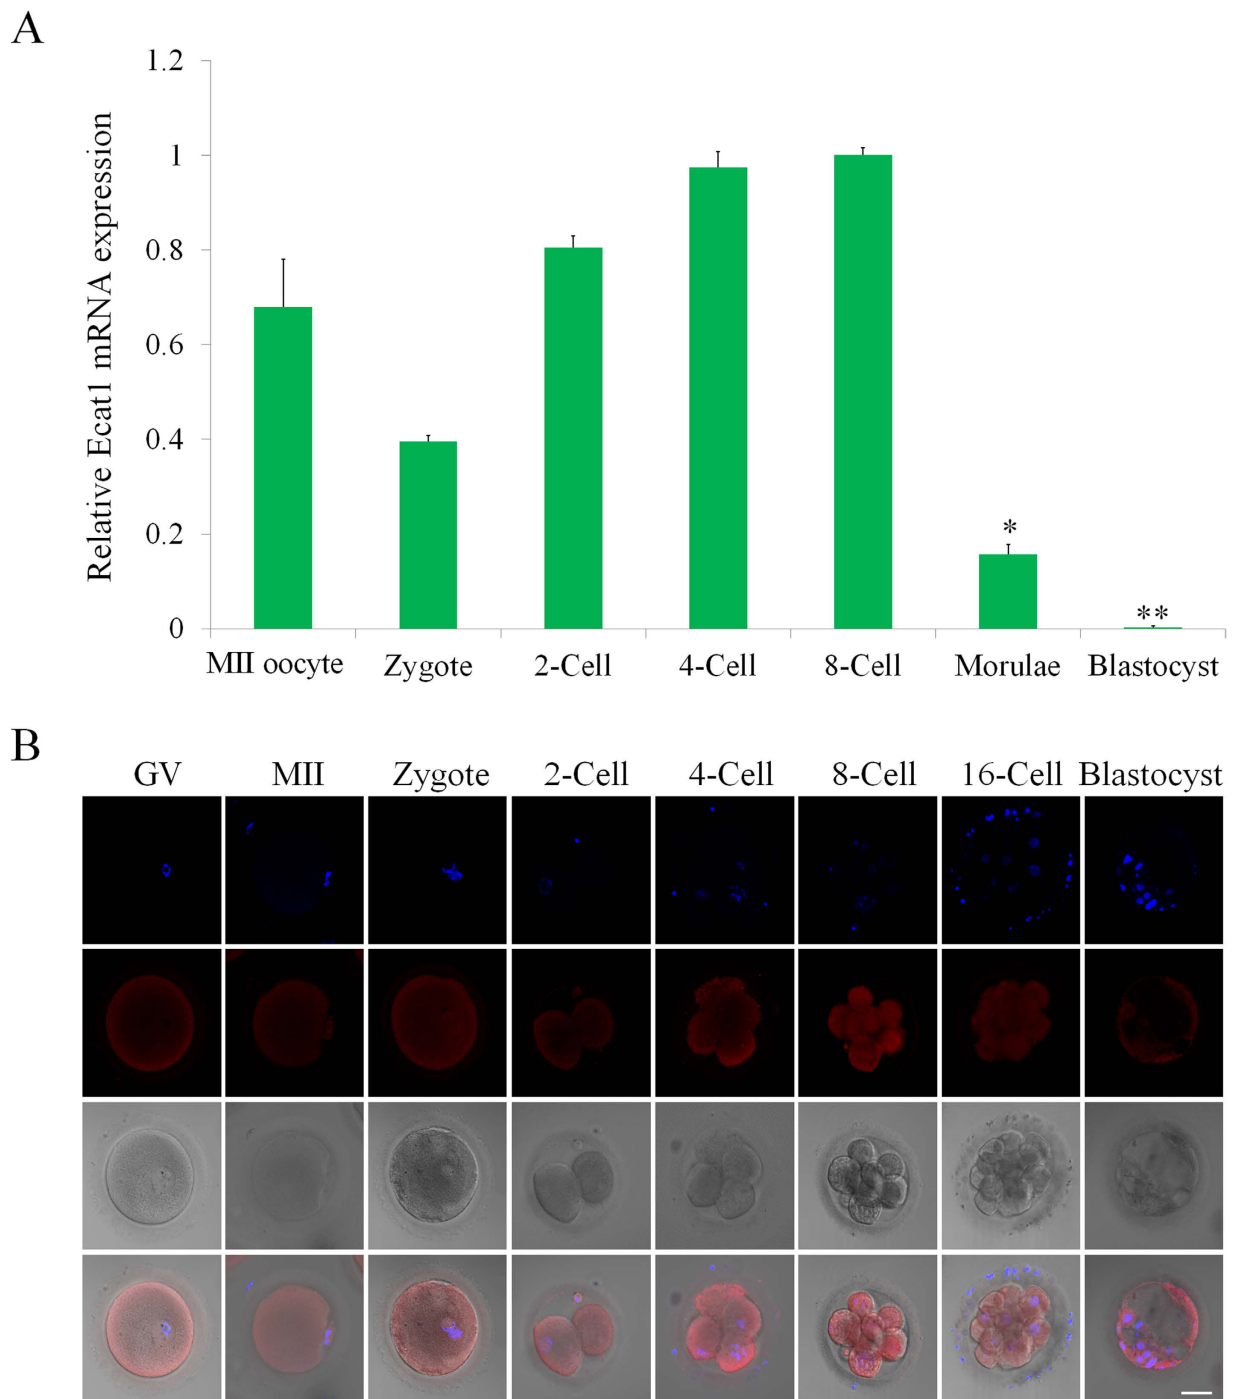 A
Relative Ecat1 mRNA expression
1.2
1
0.8
0.6
0.4
0.2
0
*
**
MII oocyte Zygote 2-Cell 4-Cell 8-Cell Morulae Blastocyst
B
GV MII Zygote 2-Cell 4-Cell 8-Cell 16-Cell Blastocyst